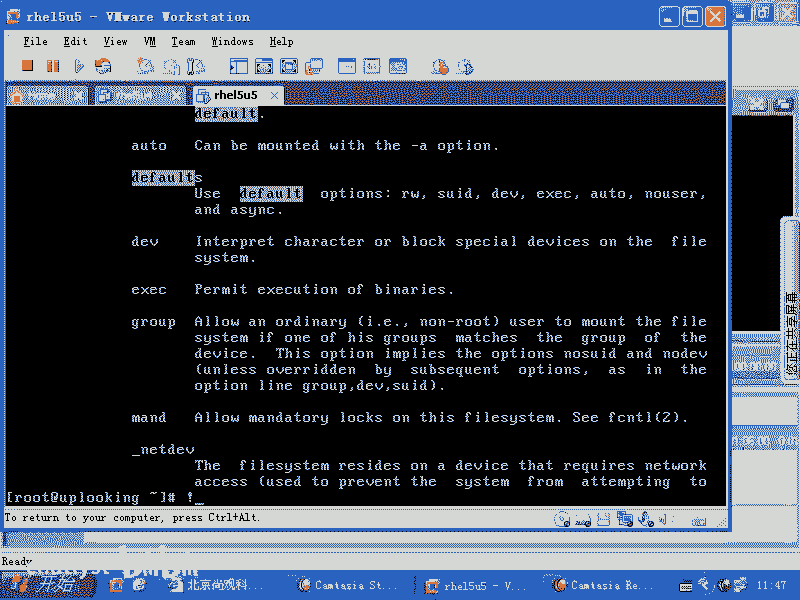 rhel5u5 - VMware Workstation
File Edit View VM Team Windows Help
rhel5u5
default.
auto Can be mounted with the -a option.
defaults
Use default options: rw, suid, dev, exec, auto, nouser,
and async.
dev Interpret character or block special devices on the file
system.
exec Permit execution of binaries.
group Allow an ordinary (i.e., non-root) user to mount the file
system if one of his groups matches the group of the
device. This option implies the options nosuid and nodev
(unless overridden by subsequent options, as in the
option line group,dev,suid).
mand Allow mandatory locks on this filesystem. See fcntl(2).
_netdev
The filesystem resides on a device that requires network
access (used to prevent the system from attempting to
[root@uplooking ~]# !_
To return to your computer, press Ctrl+Alt.
您正在共享屏幕
Ready
开始 北京尚观科... Camtasia St... rhel5u5 - V... Camtasia Re... 11:47